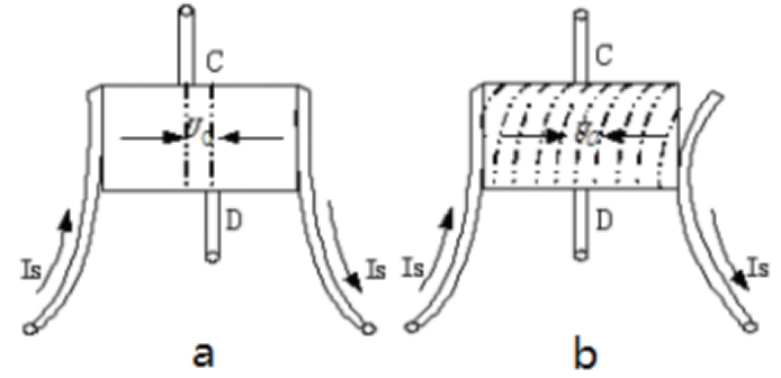 C C
D D
Is Is Is Is
a b